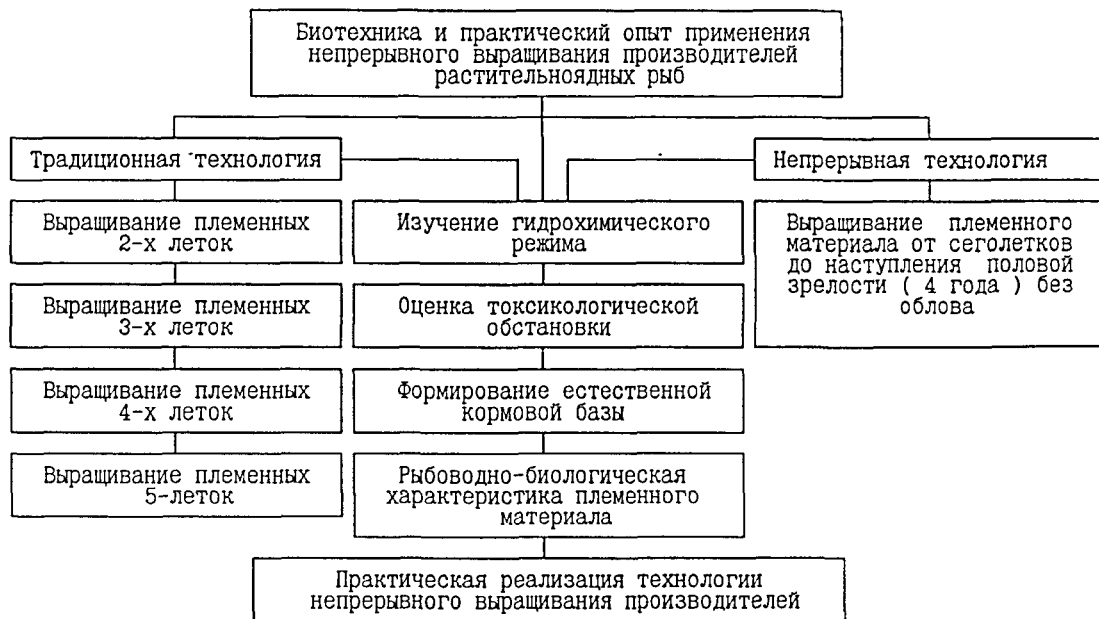 Биотехника и практический опыт применения
непрерывного выращивания производителей
растительноядных рыб
Традиционная технология
Непрерывная технология
Выращивание племенных
2-х леток
Выращивание племенных
3-х леток
Выращивание племенных
4-х леток
Выращивание племенных
5-леток
Изучение гидрохимического
режима
Оценка токсикологической
обстановки
Формирование естественной
кормовой базы
Рыбоводно-биологическая
характеристика племенного
материала
Выращивание племенного
материала от сеголетков
до наступления половой
зрелости ( 4 года ) без
облова
Практическая реализация технологии
непрерывного выращивания производителей